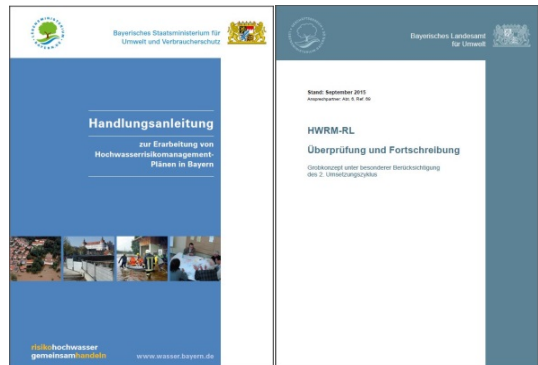 Bayerisches Staatsministerium für
Umwelt und Verbraucherschutz
Handlungsanleitung
zur Erarbeitung von
Hochwasserrisikomanagement-
Plänen in Bayern
risikohochwasser
gemeinsamhandeln
www.wasser.bayern.de
Bayerisches Landesamt
für Umwelt
Stand: September 2015
HWRM-RL
Überprüfung und Fortschreibung
Grobkonzept unter besonderer Berücksichtigung
des 2. Umsetzungszyklus